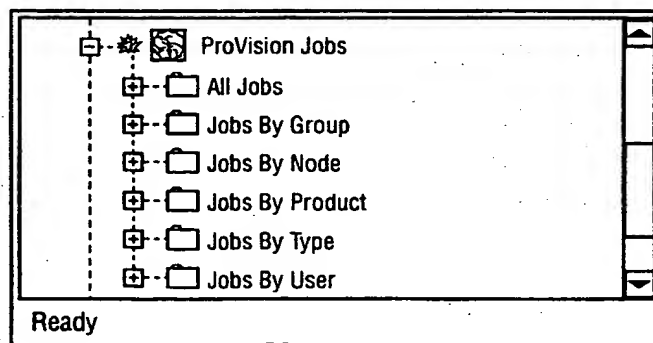 ProVision Jobs
All Jobs
Jobs By Group
Jobs By Node
Jobs By Product
Jobs By Type
Jobs By User
Ready